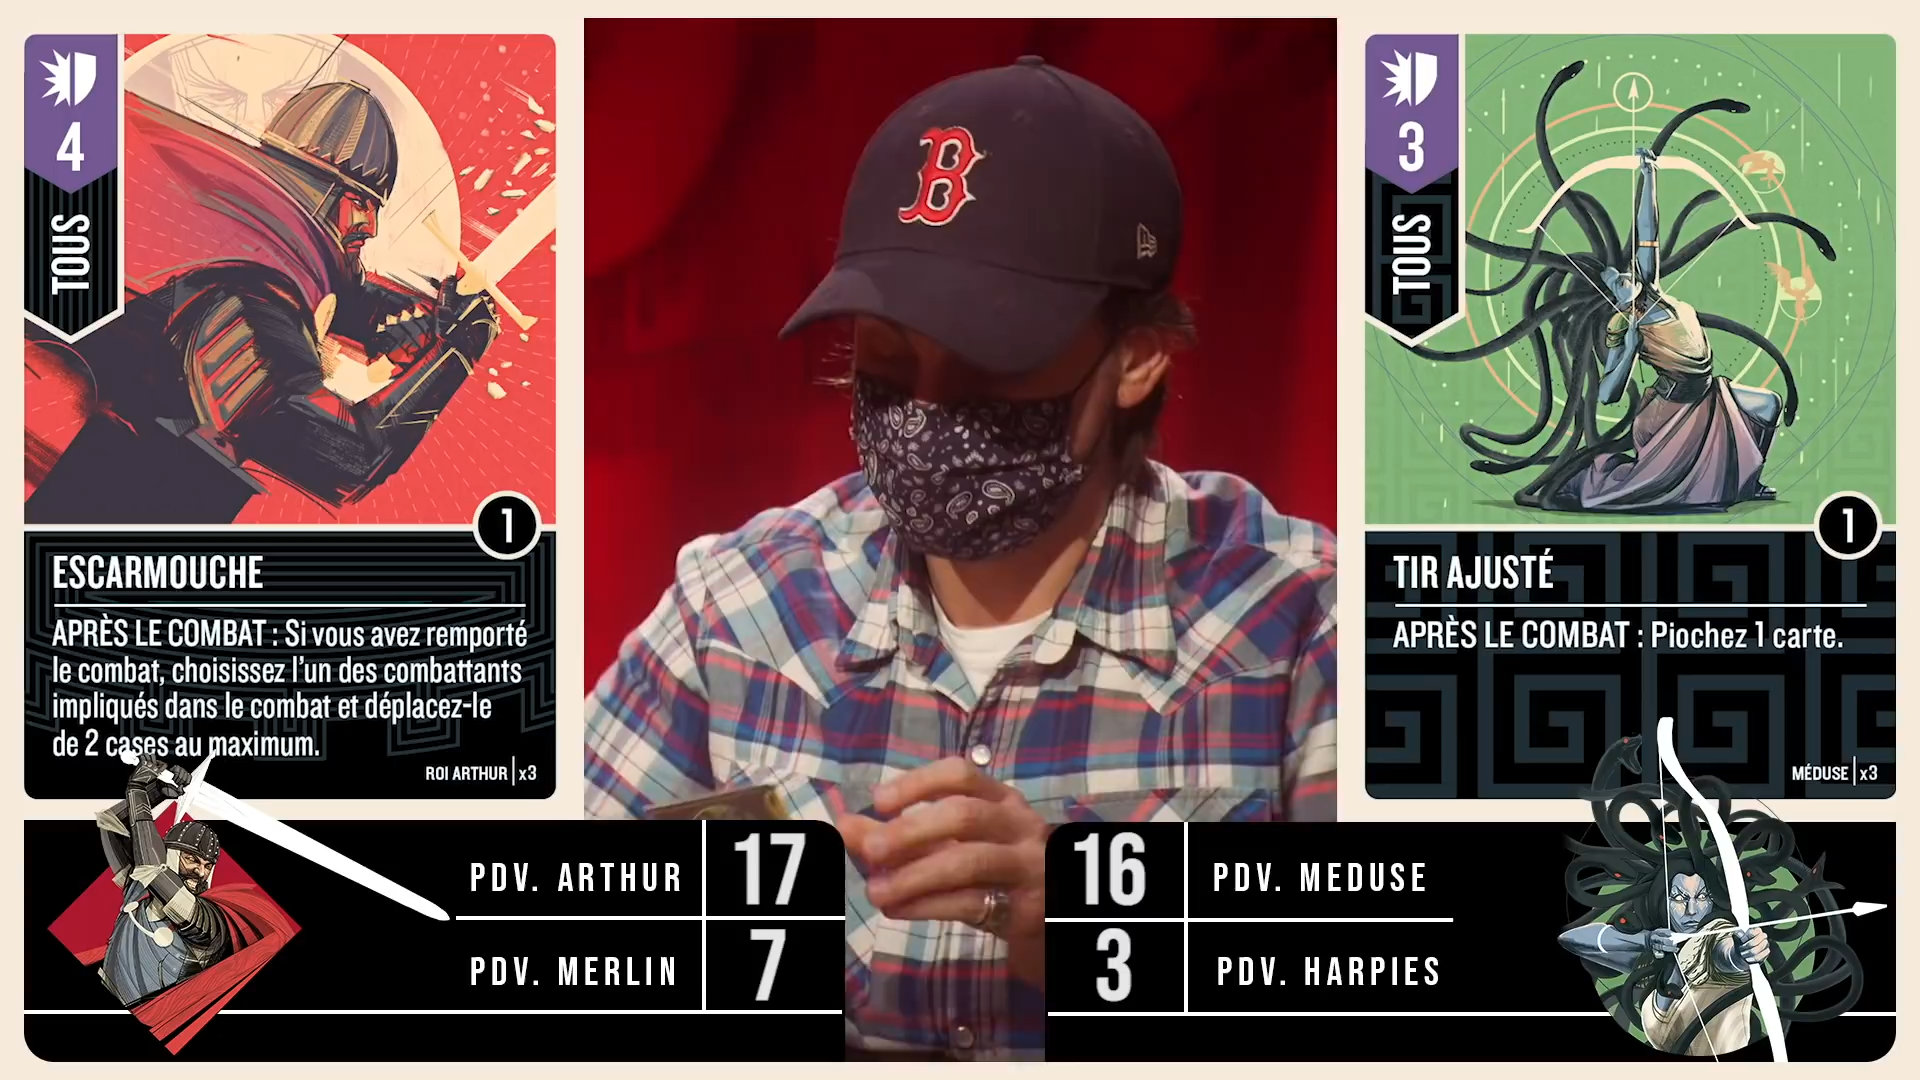 4
TOUS
1
ESCARMOUCHE
APRÈS LE COMBAT : Si vous avez remporté
le combat, choisissez l'un des combattants
impliqués dans le combat et déplacez-le
de 2 cases au maximum.
ROI ARTHUR | x3
B
3
TOUS
1
TIR AJUSTÉ
APRÈS LE COMBAT : Piochez 1 carte.
MÉDUSE | x3
PDV. ARTHUR 17
PDV. MERLIN 7
16 PDV. MEDUSE
3 PDV. HARPIES